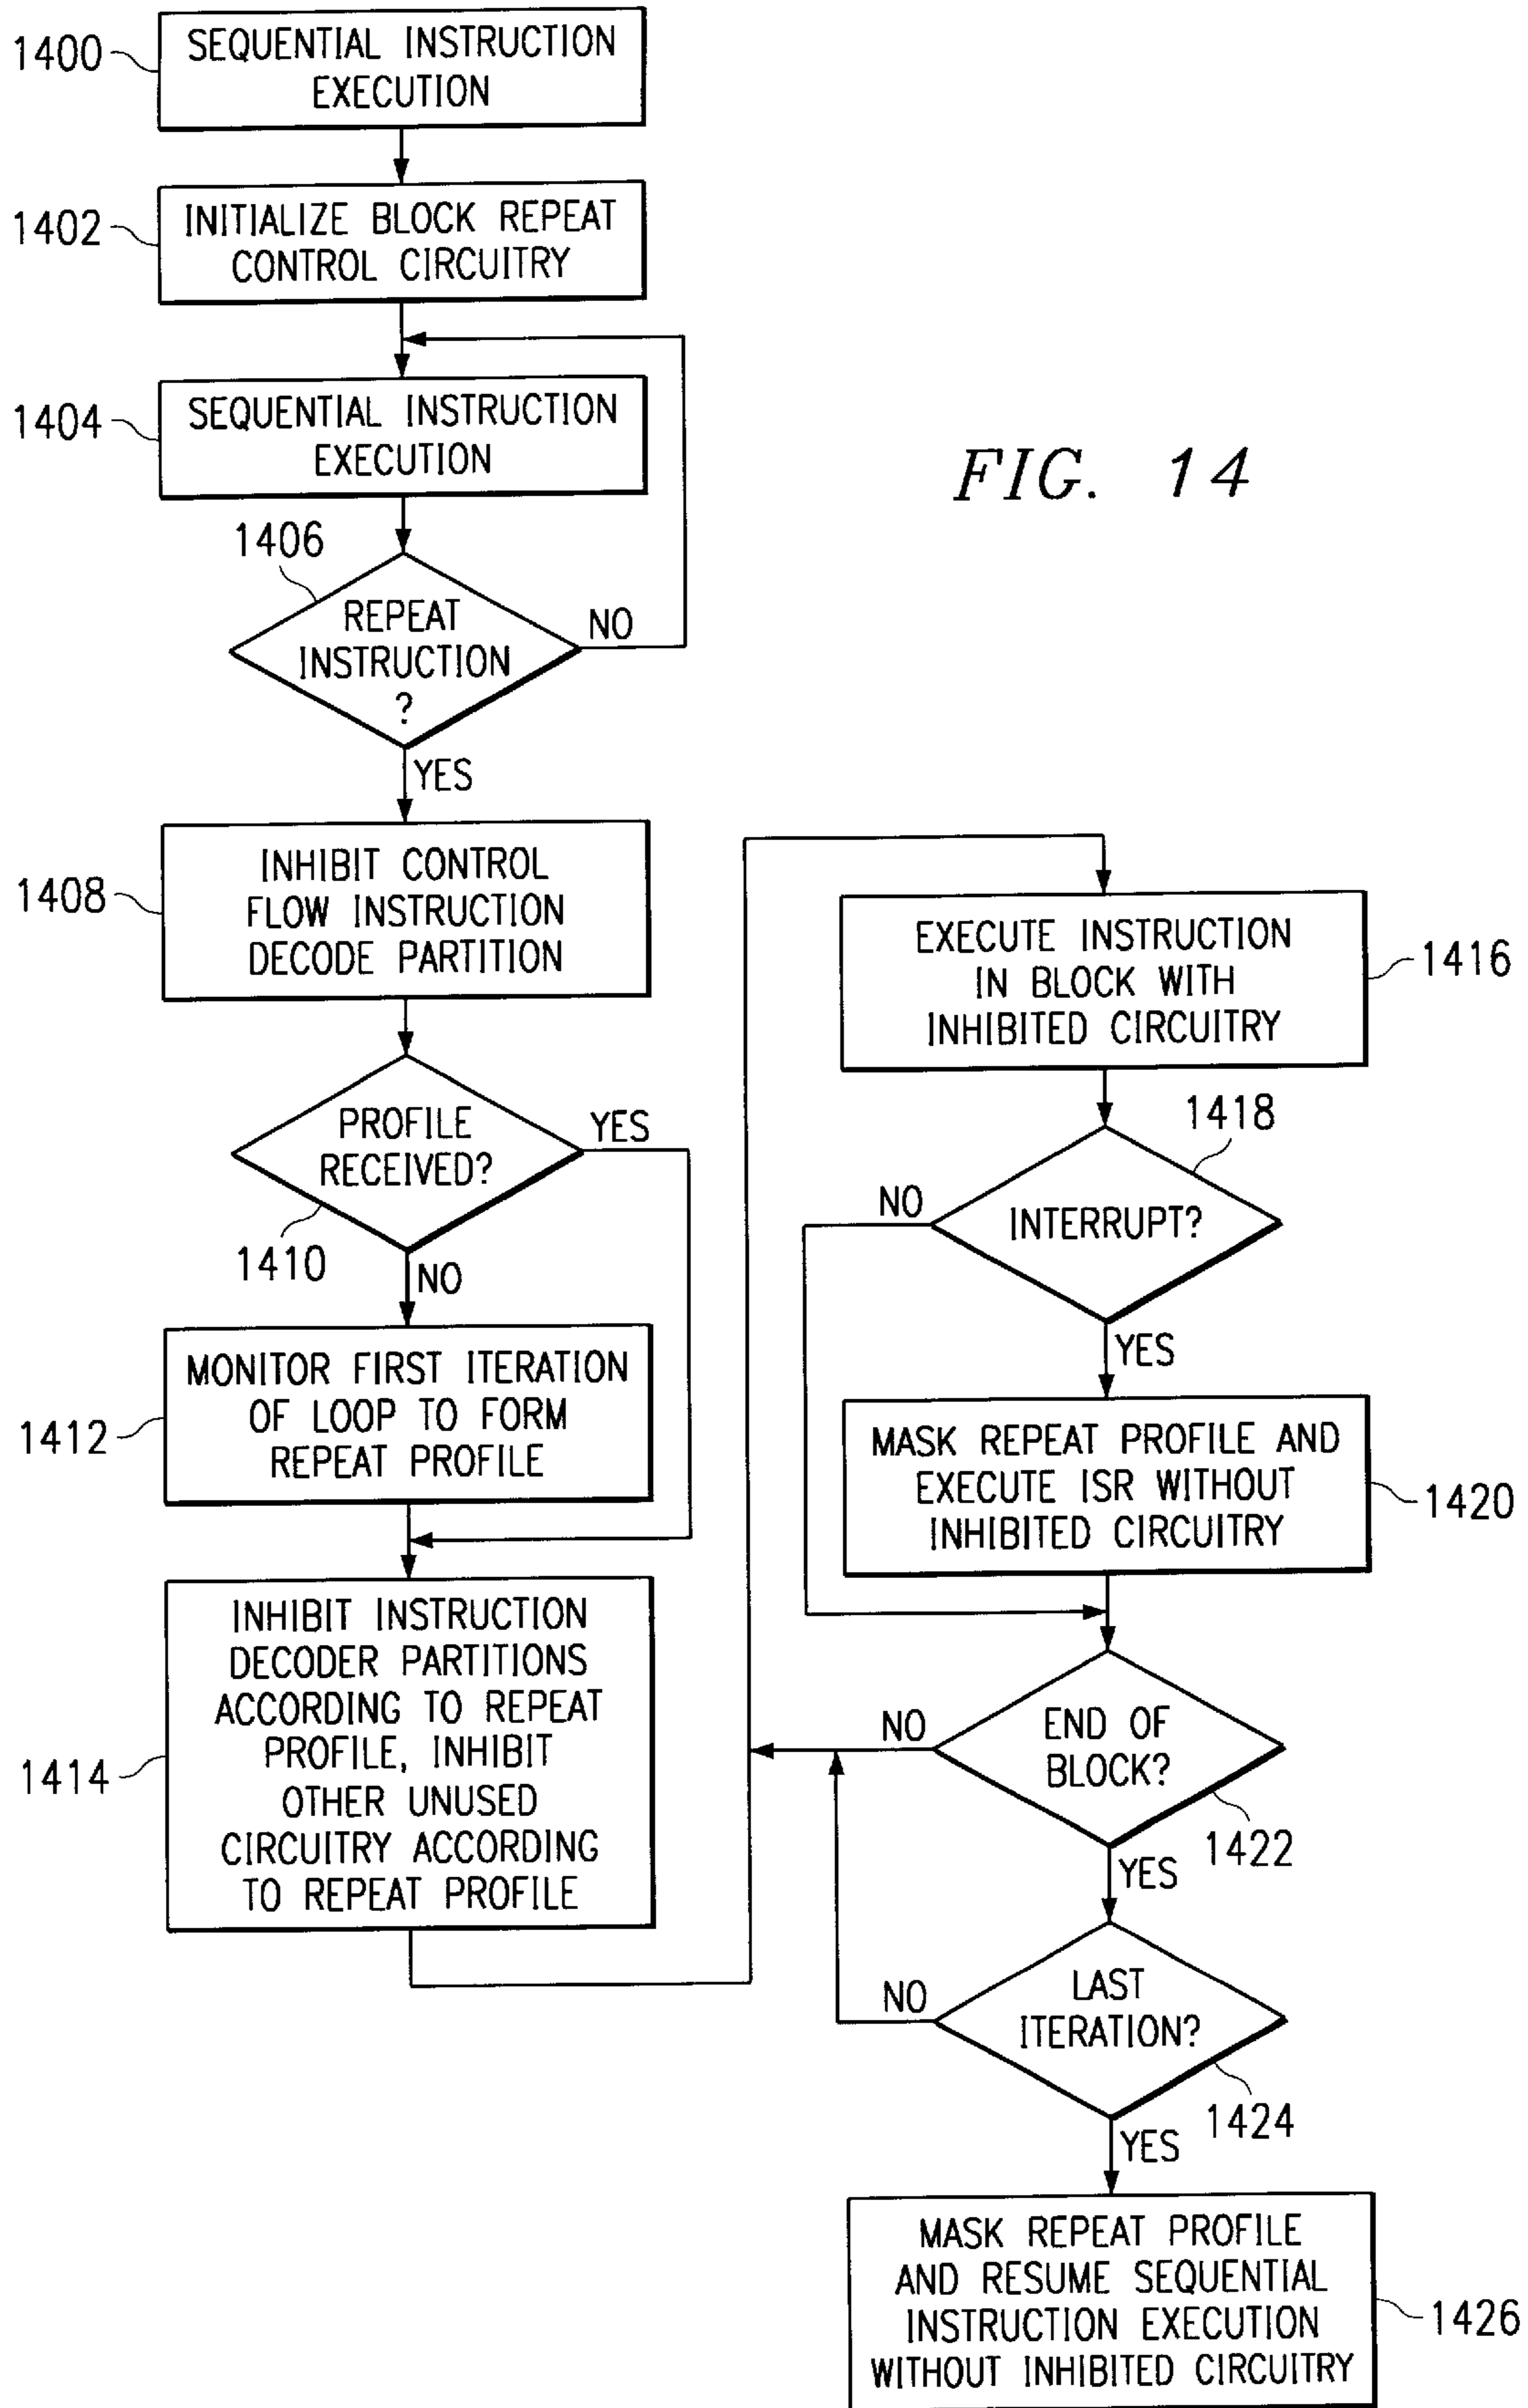 1400
SEQUENTIAL INSTRUCTION
EXECUTION
1402
INITIALIZE BLOCK REPEAT
CONTROL CIRCUITRY
1404
SEQUENTIAL INSTRUCTION
EXECUTION
FIG. 14
1406
REPEAT
INSTRUCTION
?
NO
YES
1408
INHIBIT CONTROL
FLOW INSTRUCTION
DECODE PARTITION
PROFILE
RECEIVED?
YES
1410
NO
1412
MONITOR FIRST ITERATION
OF LOOP TO FORM
REPEAT PROFILE
1414
INHIBIT INSTRUCTION
DECODER PARTITIONS
ACCORDING TO REPEAT
PROFILE, INHIBIT
OTHER UNUSED
CIRCUITRY ACCORDING
TO REPEAT PROFILE
EXECUTE INSTRUCTION
IN BLOCK WITH
INHIBITED CIRCUITRY
1416
1418
NO
INTERRUPT?
YES
MASK REPEAT PROFILE AND
EXECUTE ISR WITHOUT
INHIBITED CIRCUITRY
1420
NO
END OF
BLOCK?
1422
YES
NO
LAST
ITERATION?
1424
YES
MASK REPEAT PROFILE
AND RESUME SEQUENTIAL
INSTRUCTION EXECUTION
WITHOUT INHIBITED CIRCUITRY
1426